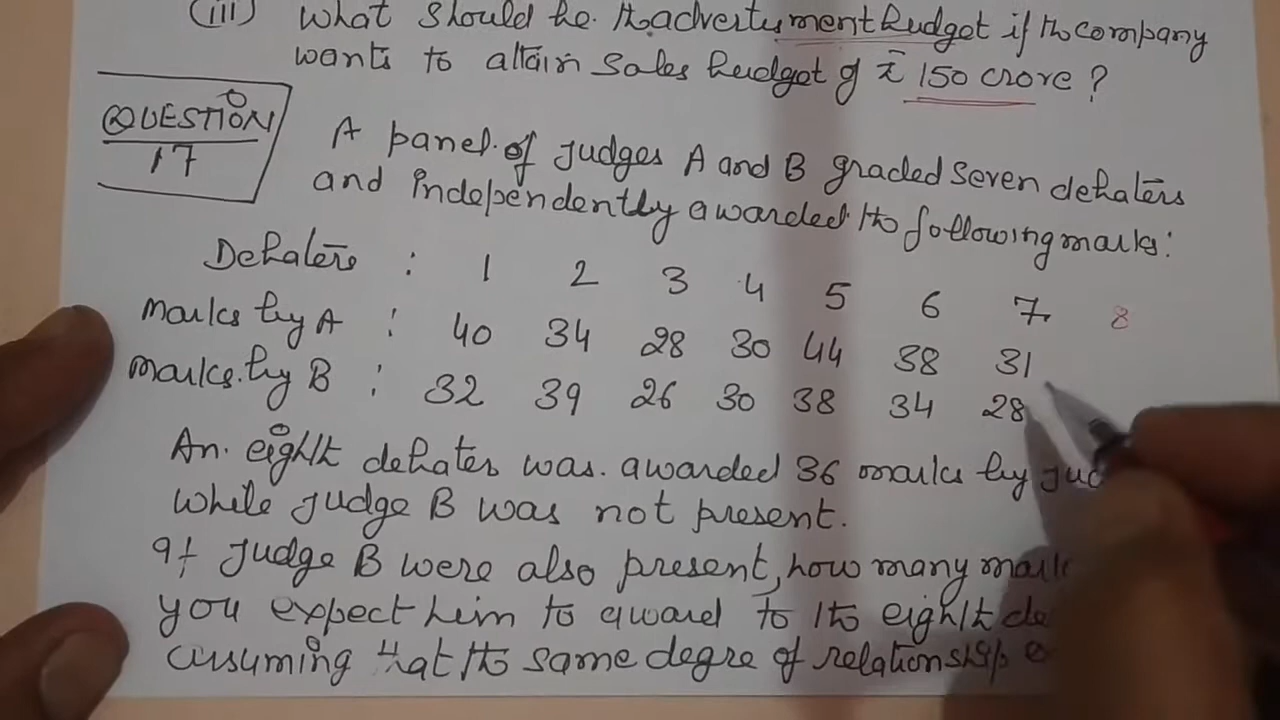 (iii) What should be the advertisement budget if the company
wants to attain sales budget of ₹ 150 crore ?
QUESTION
17
A panel of Judges A and B graded seven debaters
and independently awarded the following marks:
Debaters : 1 2 3 4 5 6 7 8
Marks by A : 40 34 28 30 44 38 31
Marks by B : 32 39 26 30 38 34 28
An eighth debater was awarded 36 marks by
while Judge B was not present.
If Judge B were also present, how many
you expect him to award to the eighth
assuming that the same degre of relationship